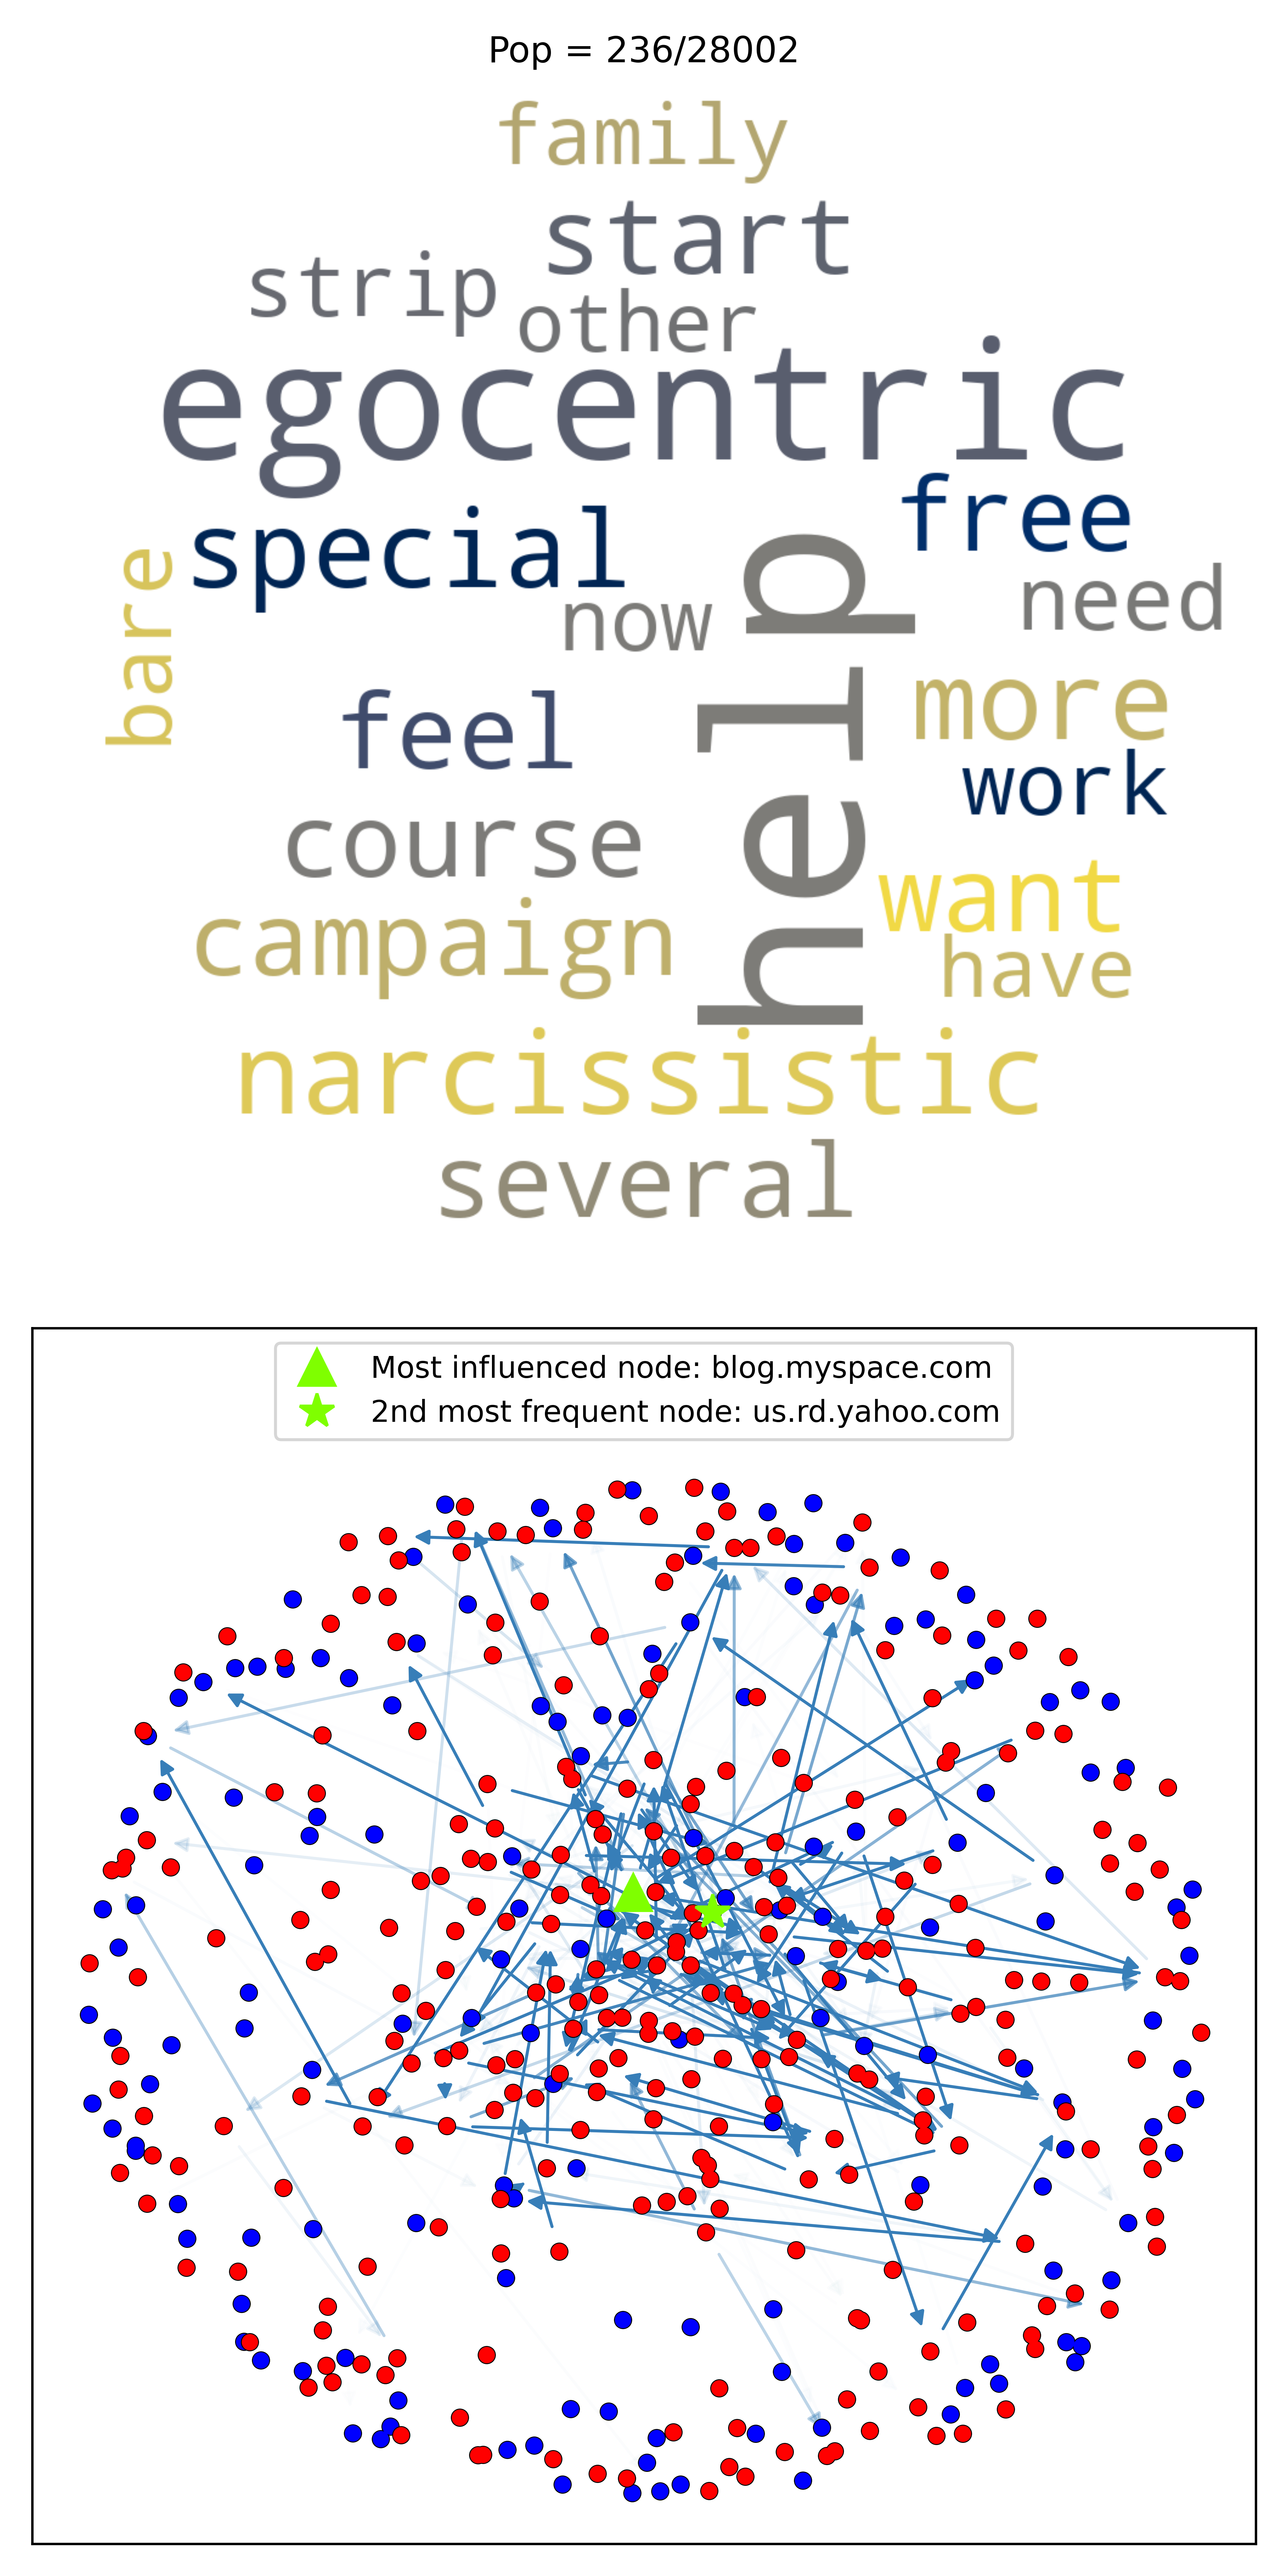 Pop = 236/28002
family
start
strip
other
egocentric
free
special
help
bare
need
now
more
feel
work
course
want
campaign
have
narcissistic
several
Most influenced node: blog.myspace.com
2nd most frequent node: us.rd.yahoo.com